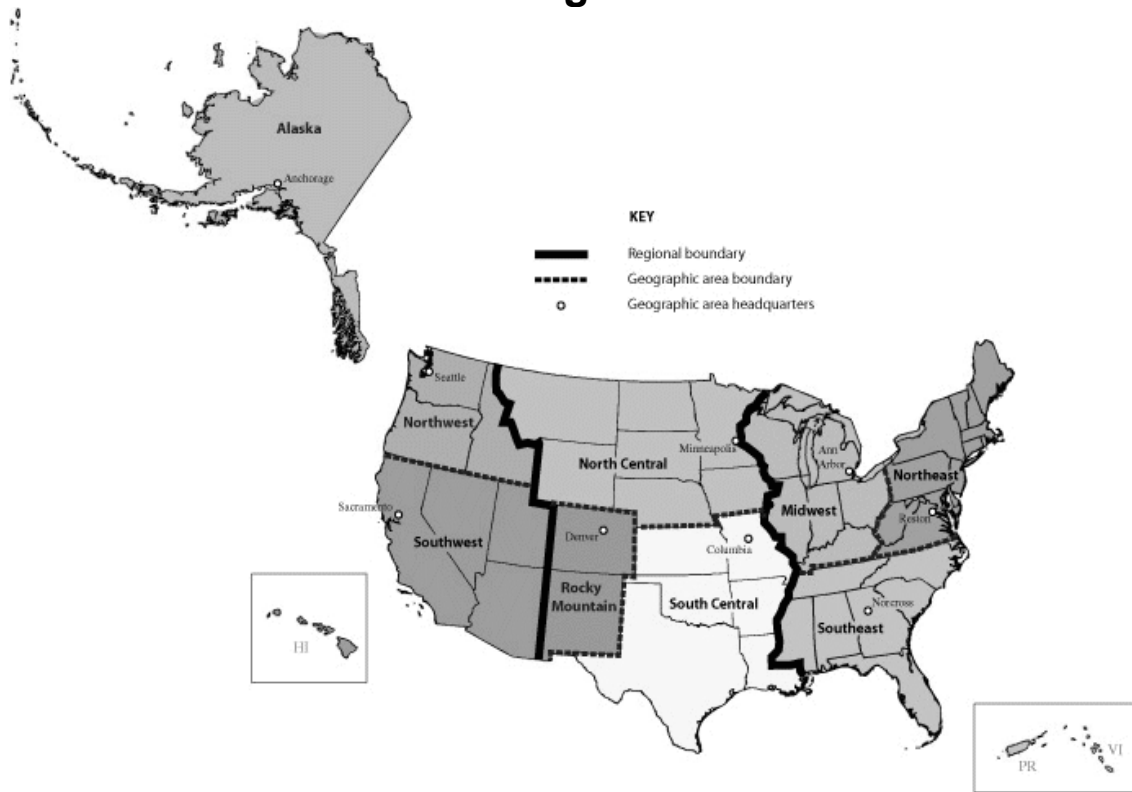 g
Alaska
Anchorage
KEY
Regional boundary
Geographic area boundary
Geographic area headquarters
Seattle
Northwest
Minneapolis
North Central
Ann
Arbor
Northeast
Sacramento
Southwest
Denver
Midwest
Reston
Columbia
Rocky
Mountain
South Central
Norcross
Southeast
HI
PR
VI